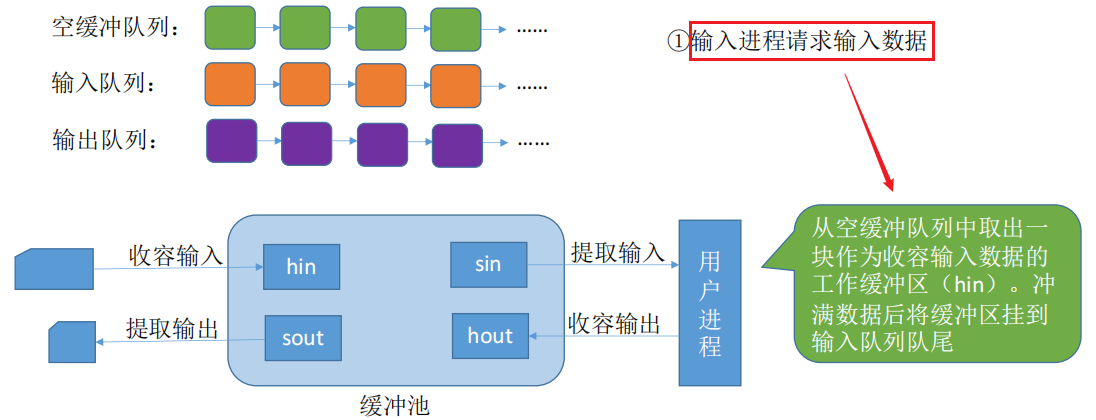 空缓冲队列：
……
①输入进程请求输入数据
输入队列：
……
输出队列：
……
收容输入
hin
sin
提取输入
提取输出
sout
hout
收容输出
用户进程
缓冲池
从空缓冲队列中取出一
块作为收容输入数据的
工作缓冲区（hin）。冲
满数据后将缓冲区挂到
输入队列队尾